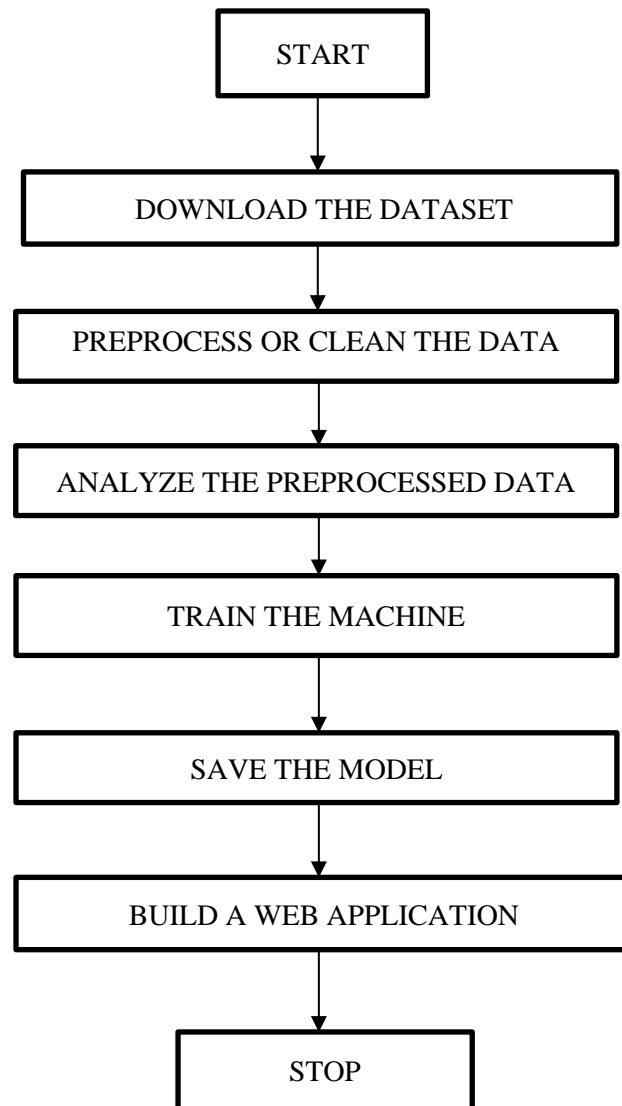 START
DOWNLOAD THE DATASET
PREPROCESS OR CLEAN THE DATA
ANALYZE THE PREPROCESSED DATA
TRAIN THE MACHINE
SAVE THE MODEL
BUILD A WEB APPLICATION
STOP